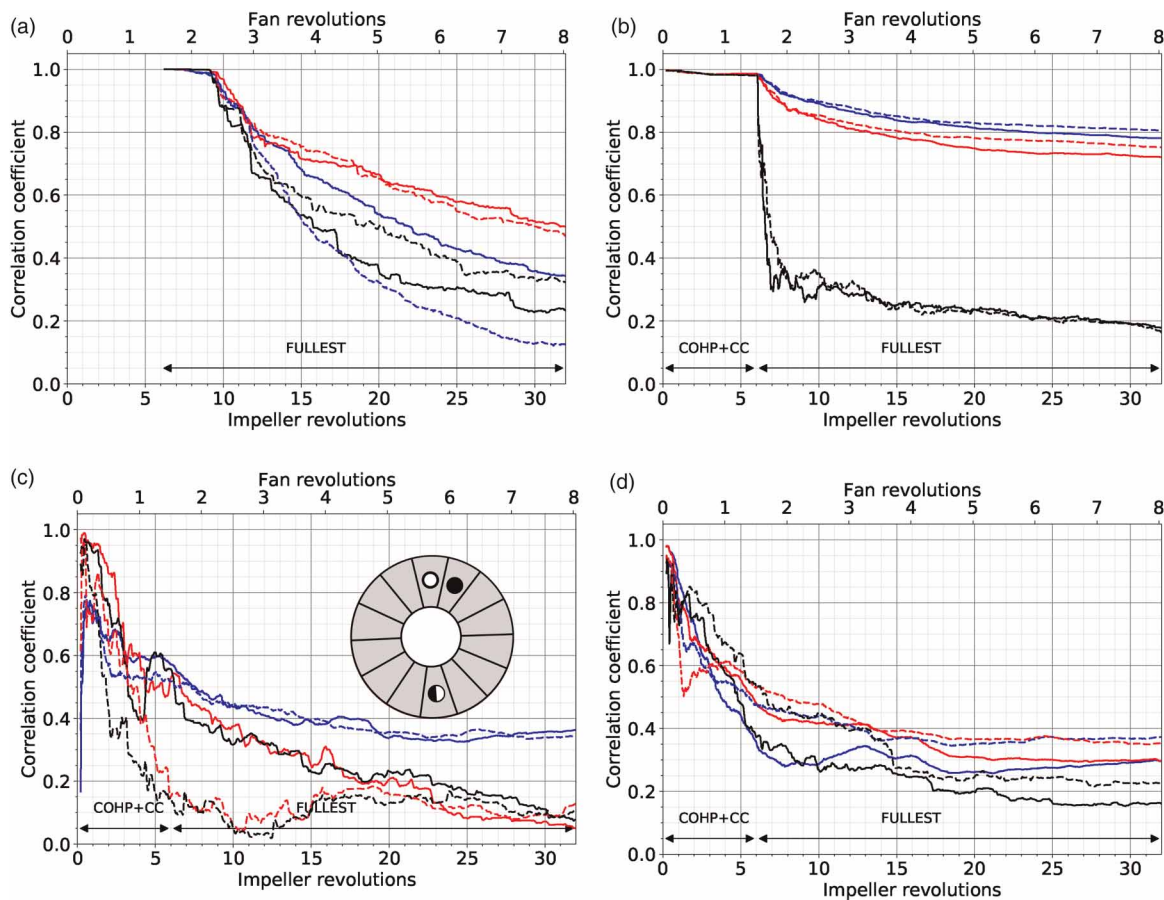 (a)
Fan revolutions
0 1 2 3 4 5 6 7 8
1.0
0.8
0.6
0.4
0.2
0.0
Correlation coefficient
FULLEST
0 5 10 15 20 25 30
Impeller revolutions
(b)
Fan revolutions
0 1 2 3 4 5 6 7 8
1.0
0.8
0.6
0.4
0.2
0.0
Correlation coefficient
COHP+CC FULLEST
0 5 10 15 20 25 30
Impeller revolutions
(c)
Fan revolutions
0 1 2 3 4 5 6 7 8
1.0
0.8
0.6
0.4
0.2
0.0
Correlation coefficient
COHP+CC FULLEST
0 5 10 15 20 25 30
Impeller revolutions
(d)
Fan revolutions
0 1 2 3 4 5 6 7 8
1.0
0.8
0.6
0.4
0.2
0.0
Correlation coefficient
COHP+CC FULLEST
0 5 10 15 20 25 30
Impeller revolutions